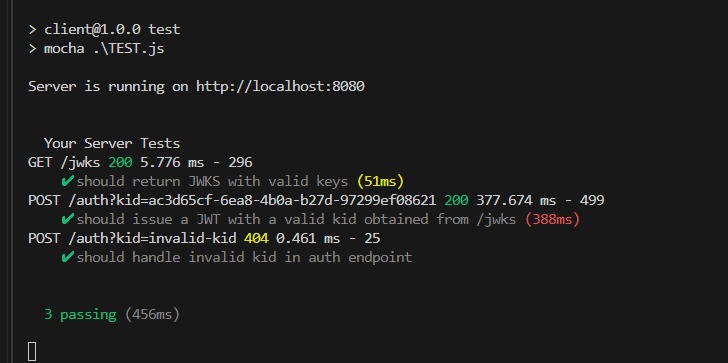 > client@1.0.0 test
> mocha .\TEST.js
Server is running on http://localhost:8080
Your Server Tests
GET /jwks 200 5.776 ms - 296
✔should return JWKS with valid keys (51ms)
POST /auth?kid=ac3d65cf-6ea8-4b0a-b27d-97299ef08621 200 377.674 ms - 499
✔should issue a JWT with a valid kid obtained from /jwks (388ms)
POST /auth?kid=invalid-kid 404 0.461 ms - 25
✔should handle invalid kid in auth endpoint
3 passing (456ms)